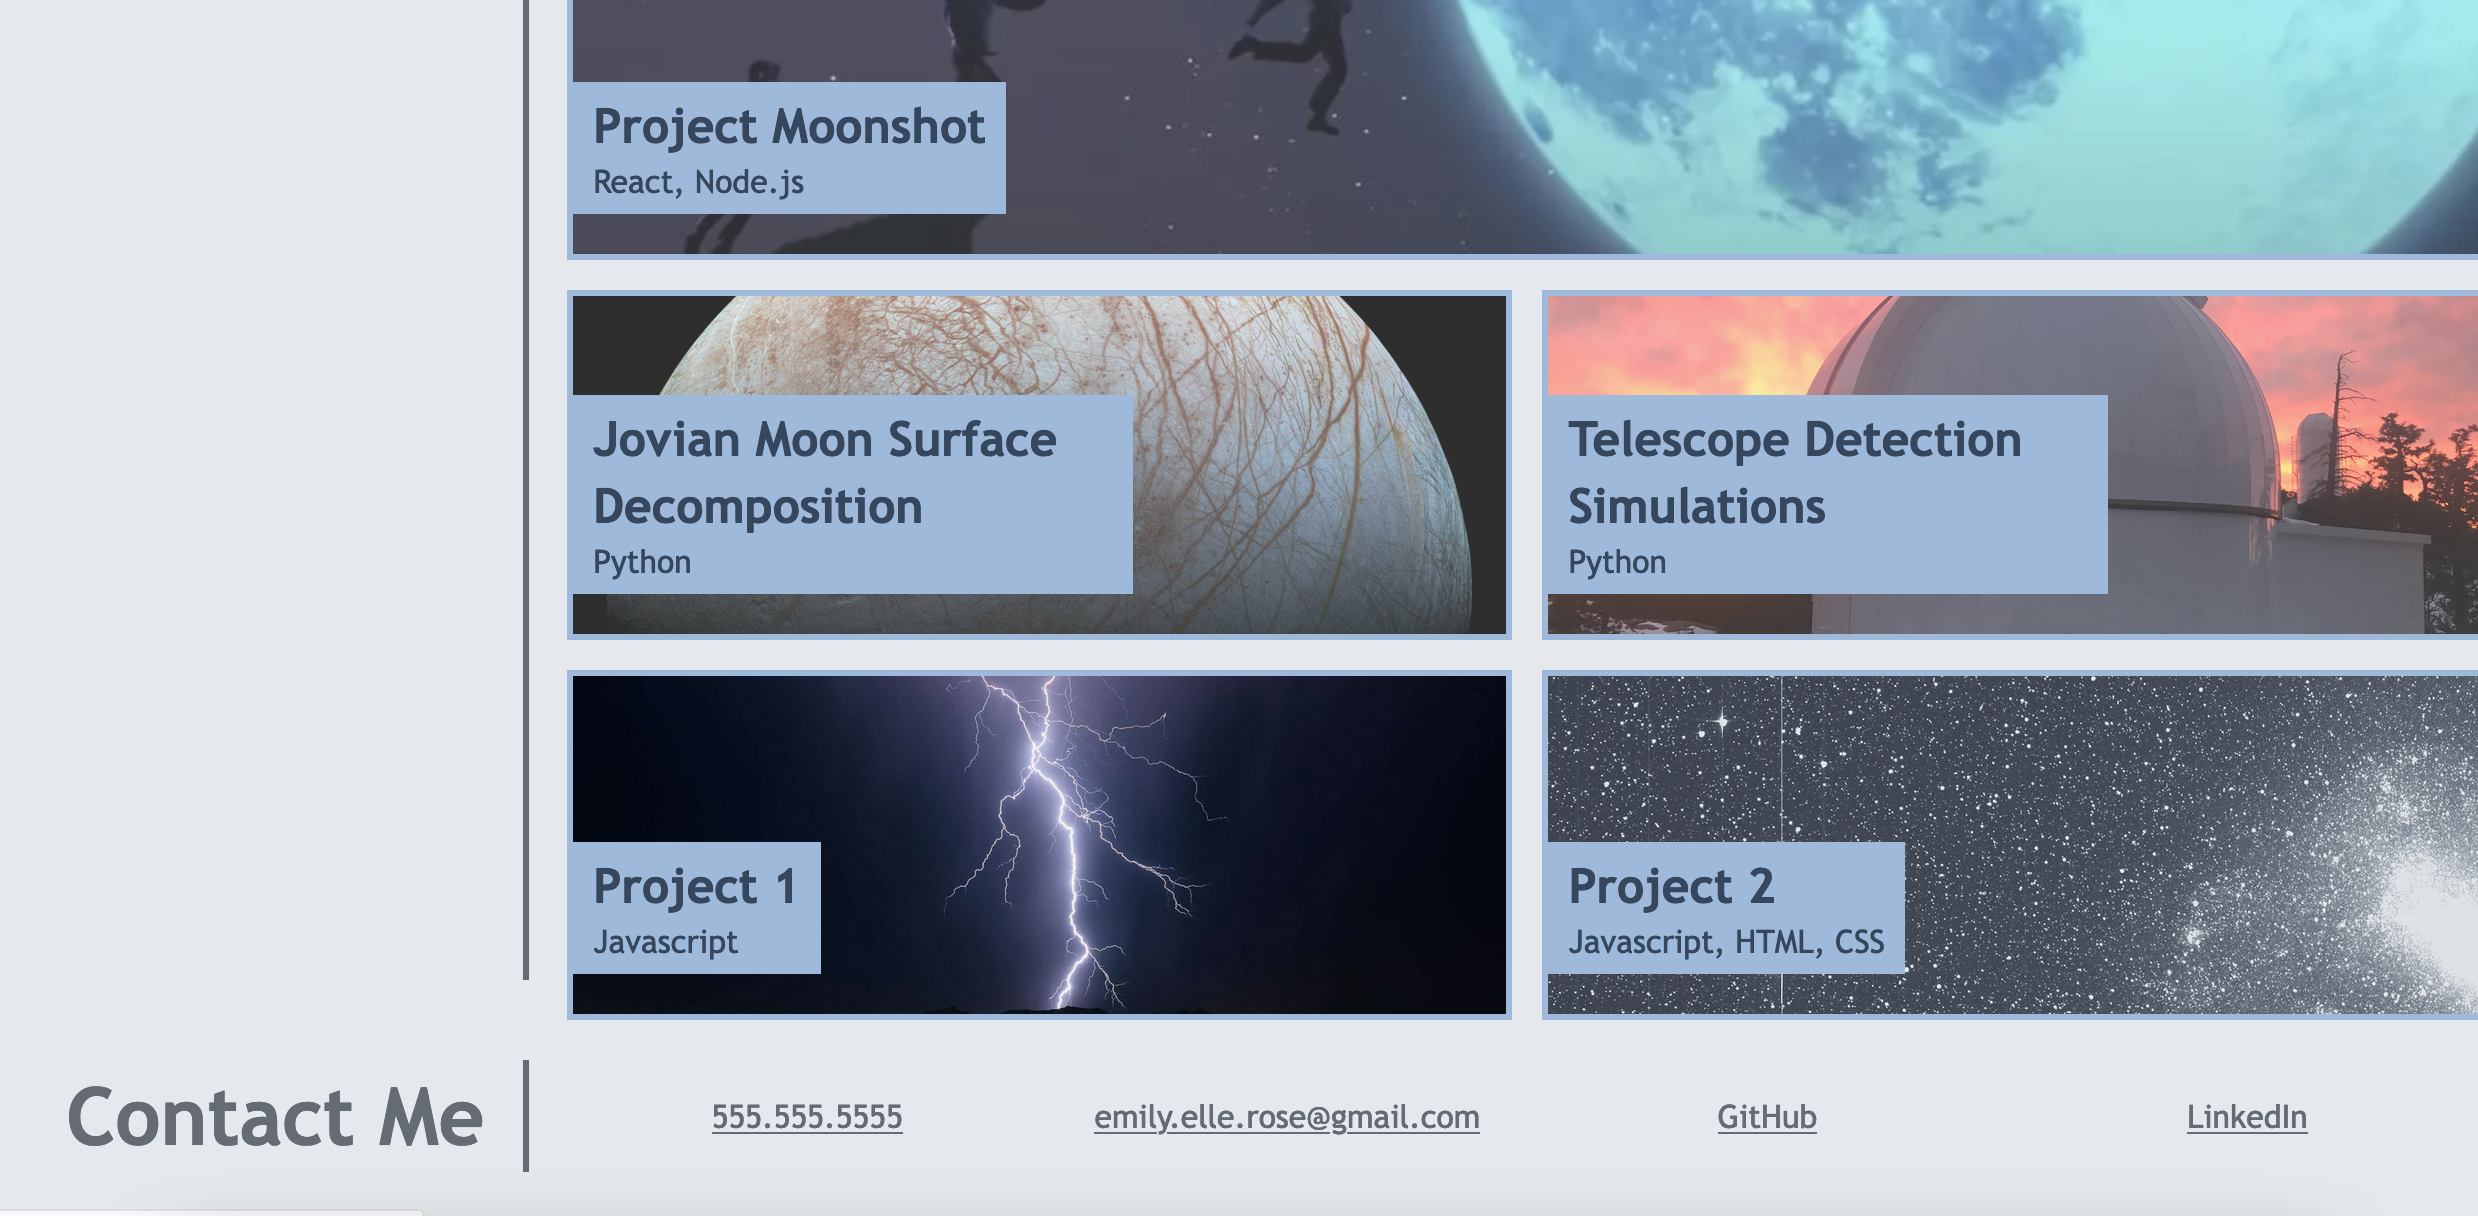 Project Moonshot
React, Node.js
Jovian Moon Surface
Decomposition
Python
Telescope Detection
Simulations
Python
Project 1
Javascript
Project 2
Javascript, HTML, CSS
Contact Me
555.555.5555
emily.elle.rose@gmail.com
GitHub
LinkedIn